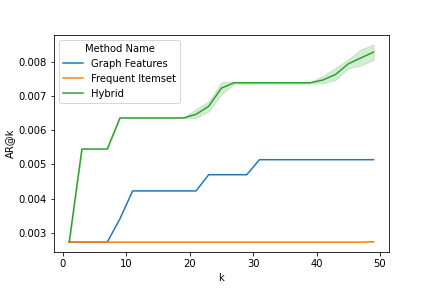 Method Name
Graph Features
Frequent Itemset
Hybrid
AR@k
0.008
0.007
0.006
0.005
0.004
0.003
0 10 20 30 40 50
k